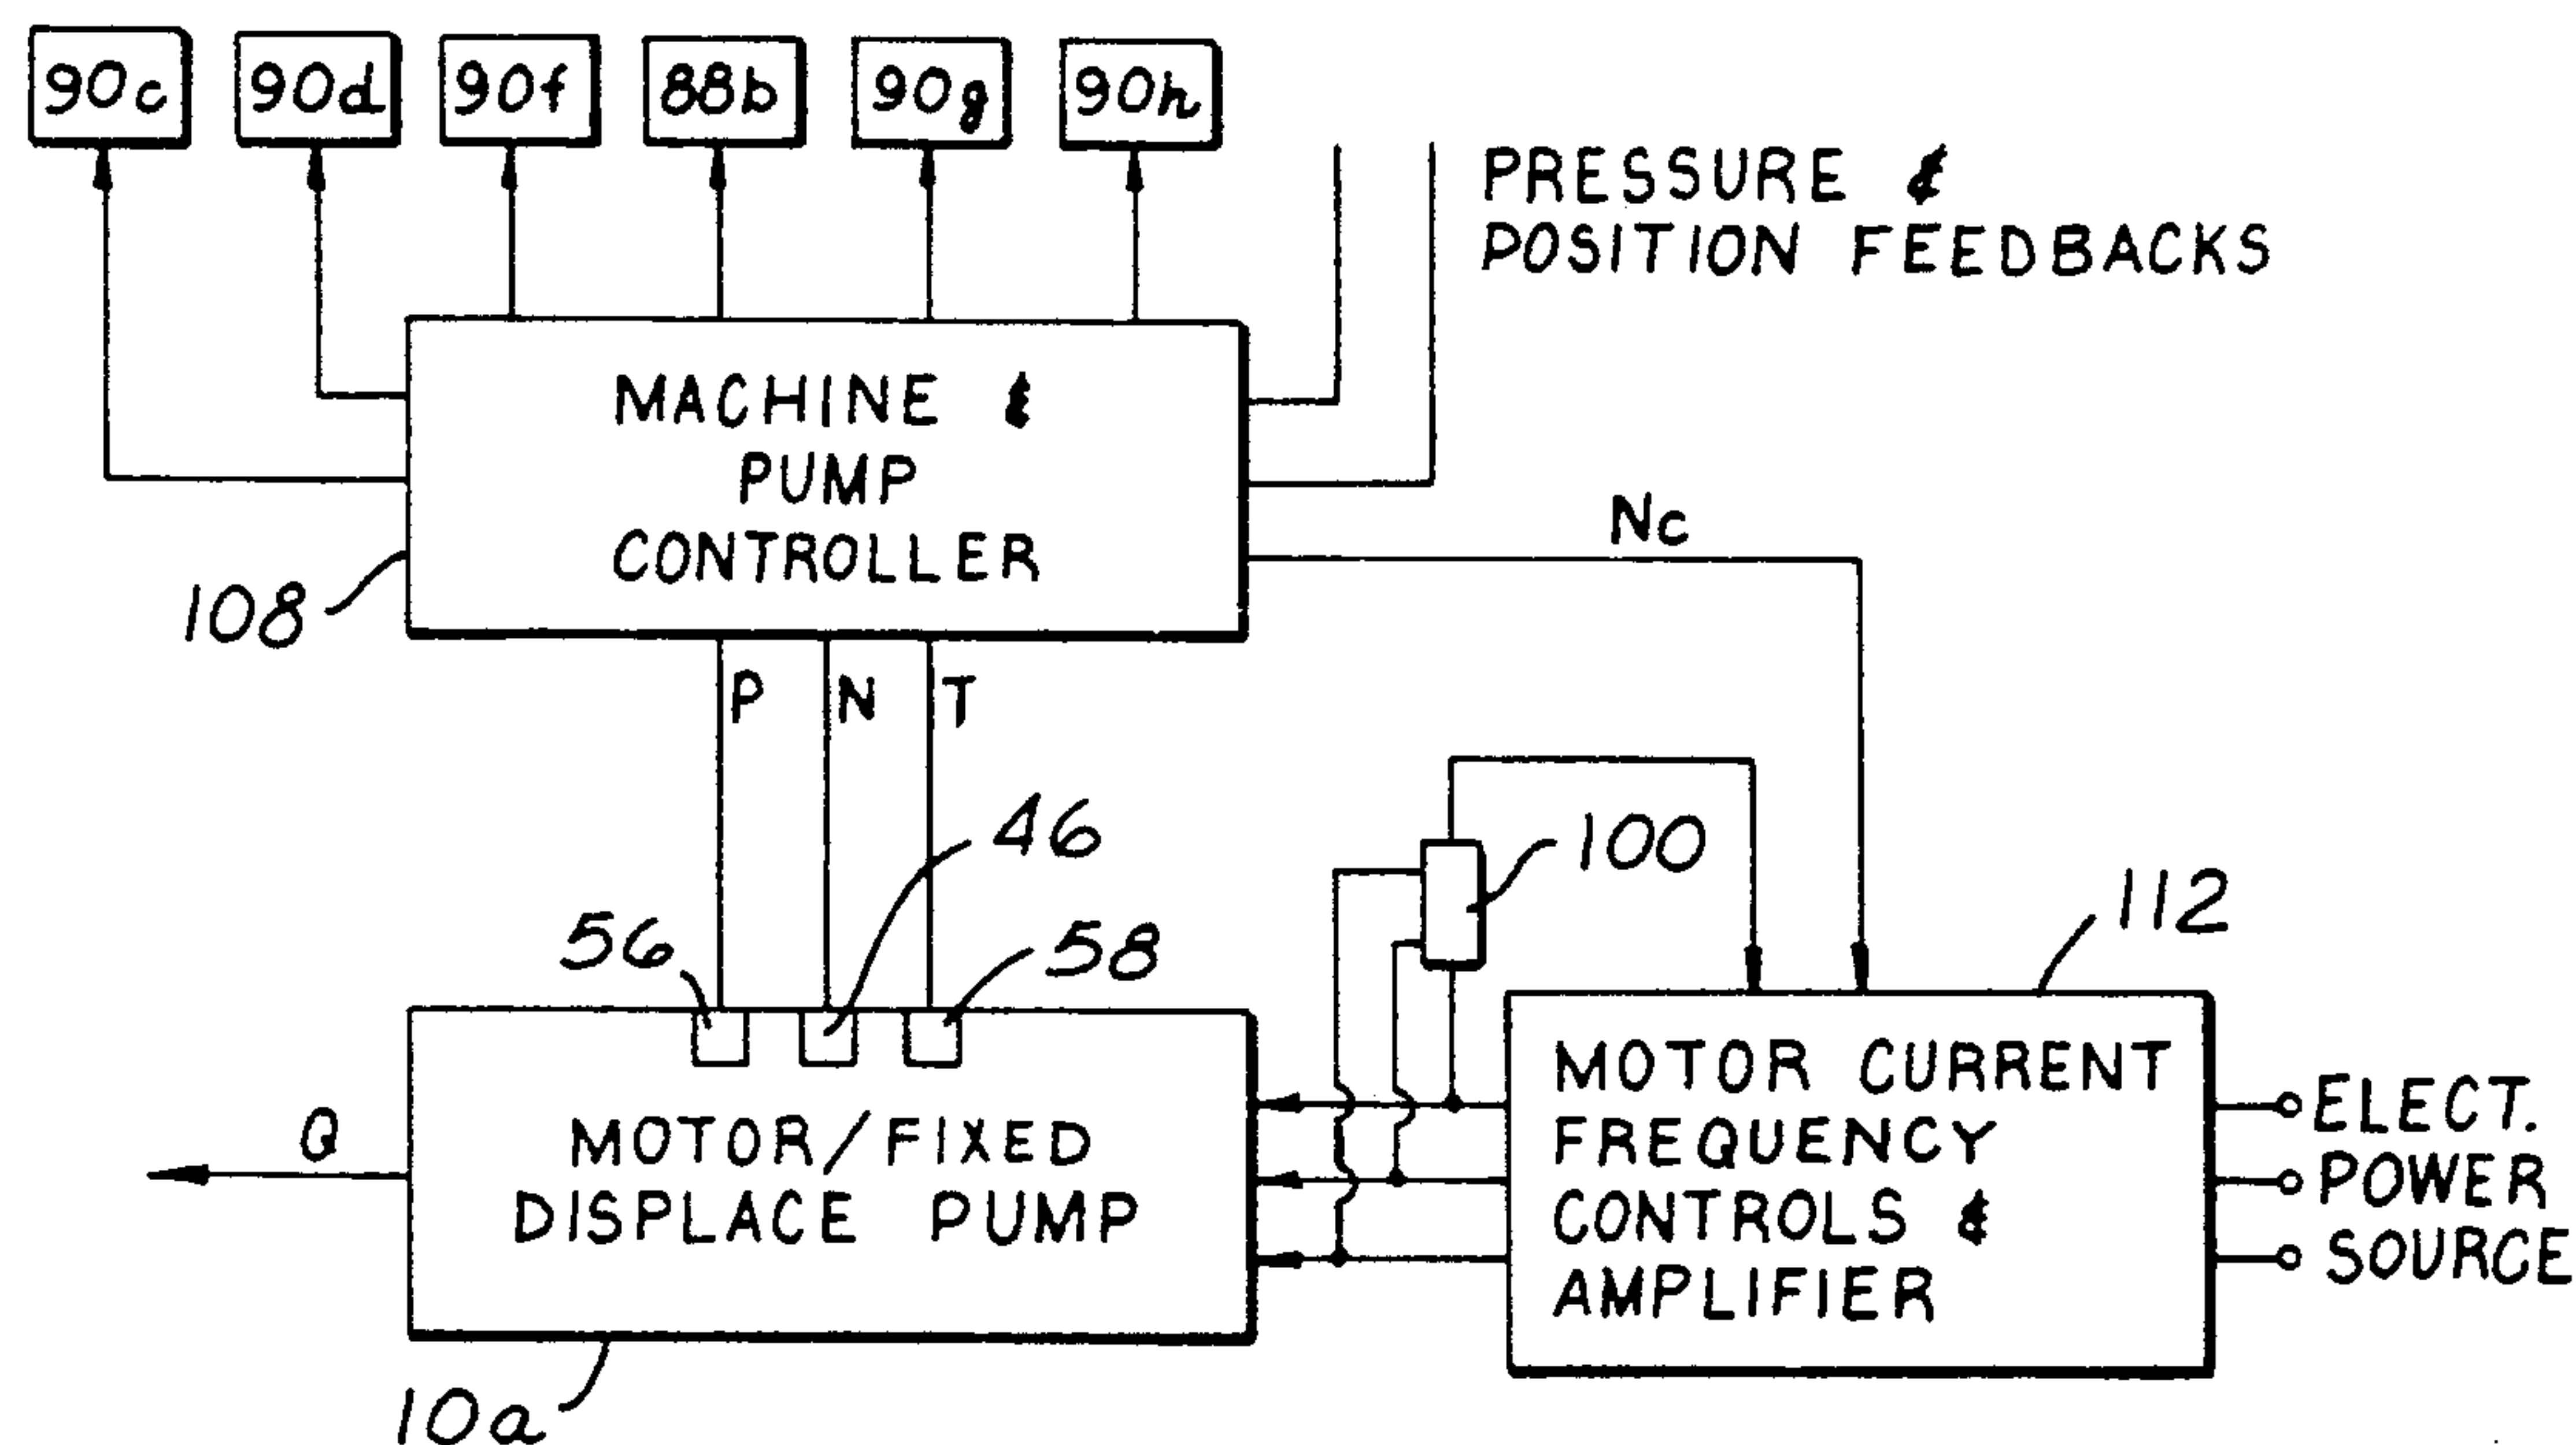 90c 90d 90f 88b 90g 90h
PRESSURE &
POSITION FEEDBACKS
MACHINE &
PUMP
CONTROLLER
Nc
108
P N T
46
100
56
58
112
MOTOR CURRENT
FREQUENCY
CONTROLS &
AMPLIFIER
ELECT.
POWER
SOURCE
Q
MOTOR/FIXED
DISPLACE PUMP
10a